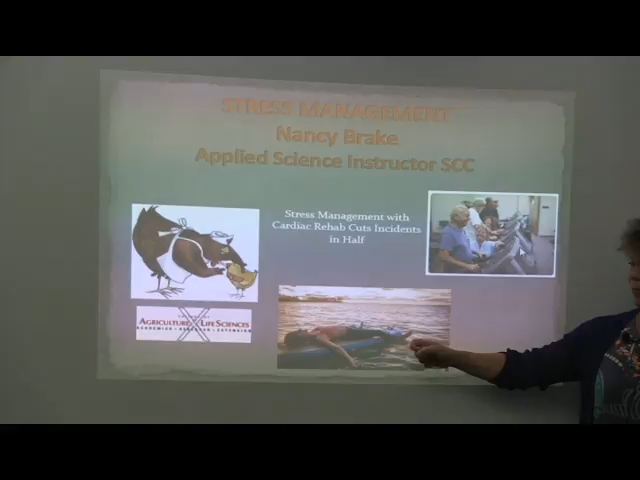 STRESS MANAGEMENT
Nancy Brake
Applied Science Instructor SCC
Stress Management with
Cardiac Rehab Cuts Incidents
in Half
AGRICULTURE LIFE SCIENCES
EXTENSION